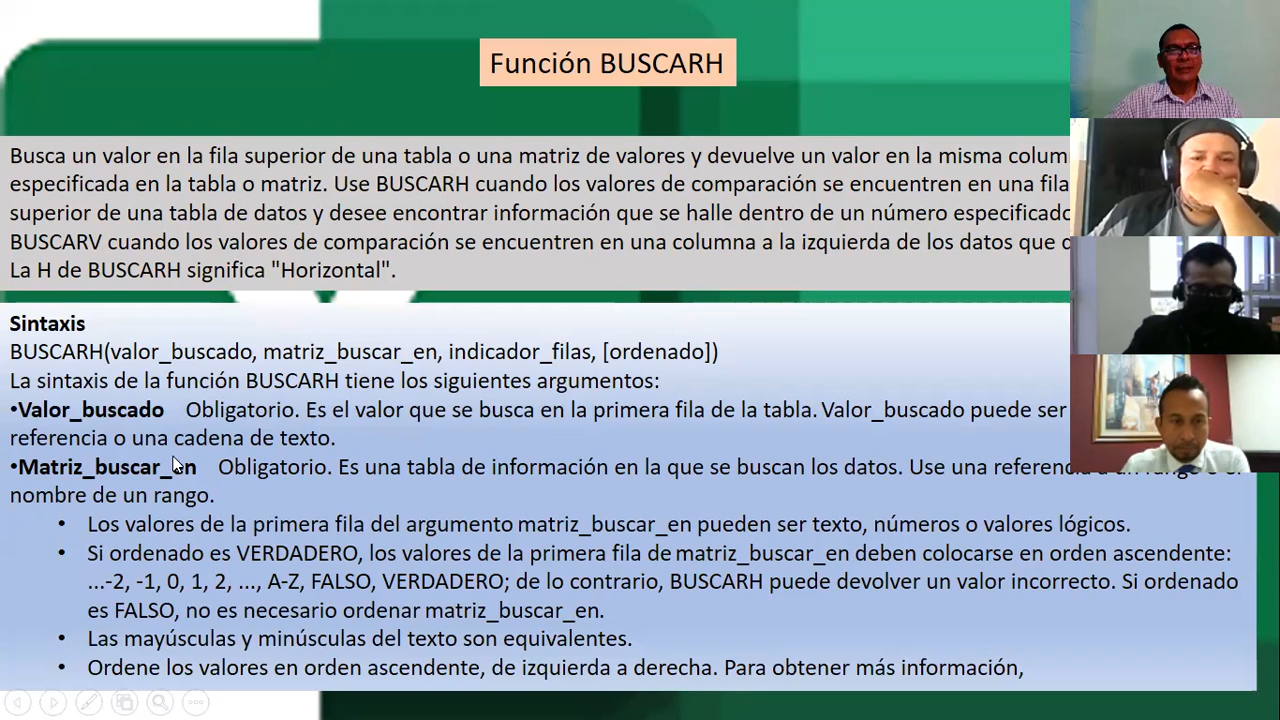 Función BUSCARH
Busca un valor en la fila superior de una tabla o una matriz de valores y devuelve un valor en la misma colum
especificada en la tabla o matriz. Use BUSCARH cuando los valores de comparación se encuentren en una fila
superior de una tabla de datos y desee encontrar información que se halle dentro de un número especificado
BUSCARV cuando los valores de comparación se encuentren en una columna a la izquierda de los datos que
La H de BUSCARH significa "Horizontal".
Sintaxis
BUSCARH(valor_buscado, matriz_buscar_en, indicador_filas, [ordenado])
La sintaxis de la función BUSCARH tiene los siguientes argumentos:
•Valor_buscado Obligatorio. Es el valor que se busca en la primera fila de la tabla. Valor_buscado puede ser
referencia o una cadena de texto.
•Matriz_buscar_en Obligatorio. Es una tabla de información en la que se buscan los datos. Use una referencia a un rango o el
nombre de un rango.
• Los valores de la primera fila del argumento matriz_buscar_en pueden ser texto, números o valores lógicos.
• Si ordenado es VERDADERO, los valores de la primera fila de matriz_buscar_en deben colocarse en orden ascendente:
...-2, -1, 0, 1, 2, ..., A-Z, FALSO, VERDADERO; de lo contrario, BUSCARH puede devolver un valor incorrecto. Si ordenado
es FALSO, no es necesario ordenar matriz_buscar_en.
• Las mayúsculas y minúsculas del texto son equivalentes.
• Ordene los valores en orden ascendente, de izquierda a derecha. Para obtener más información,